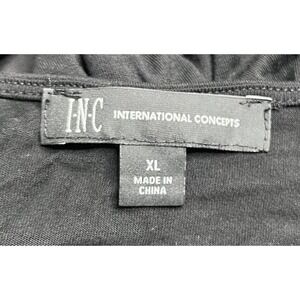 I·N·C INTERNATIONAL CONCEPTS
XL
MADE IN
CHINA